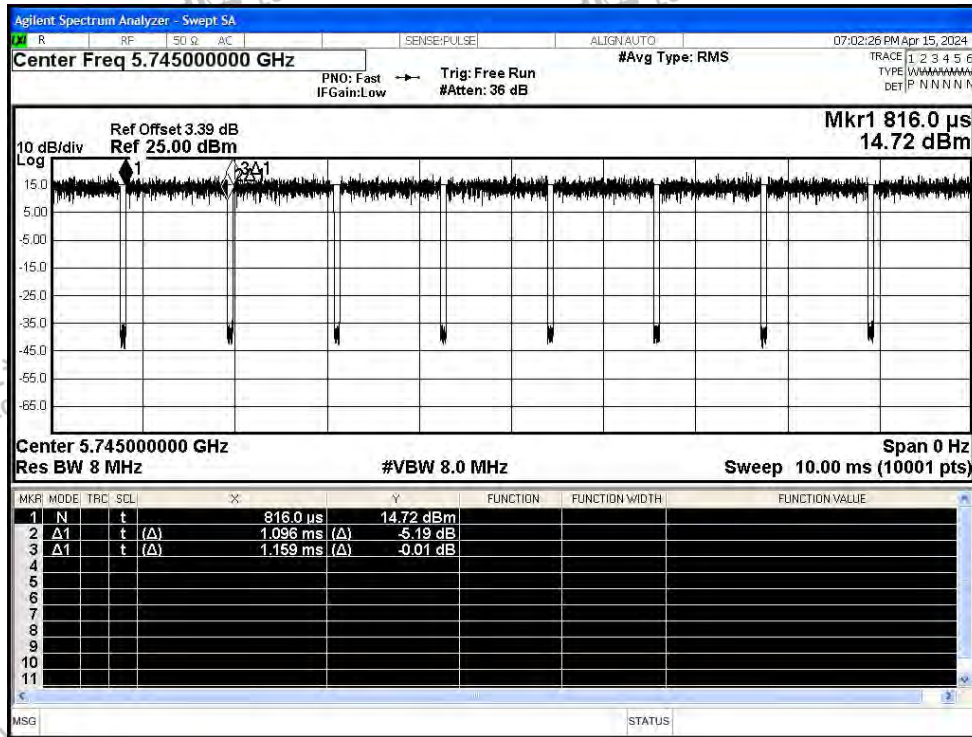 Agilent Spectrum Analyzer - Swept SA
LXI R RF 50 Ω AC SENSE:PULSE ALIGN AUTO 07:02:26 PM Apr 15, 2024
Center Freq 5.745000000 GHz #Avg Type: RMS TRACE 1 2 3 4 5 6
PNO: Fast Trig: Free Run TYPE WWWWWW
IFGain:Low #Atten: 36 dB DET P N N N N N
Mkr1 816.0 µs
Ref Offset 3.39 dB
10 dB/div Ref 25.00 dBm 14.72 dBm
Log
1 3Δ1
2Δ1
15.0
5.00
-5.00
-15.0
-25.0
-35.0
-45.0
-55.0
-65.0
Center 5.745000000 GHz Span 0 Hz
Res BW 8 MHz #VBW 8.0 MHz Sweep 10.00 ms (10001 pts)
MKR MODE TRC SCL X Y FUNCTION FUNCTION WIDTH FUNCTION VALUE
1 N t 816.0 µs 14.72 dBm
2 Δ1 t (Δ) 1.096 ms (Δ) -5.19 dB
3 Δ1 t (Δ) 1.159 ms (Δ) -0.01 dB
4
5
6
7
8
9
10
11
MSG STATUS